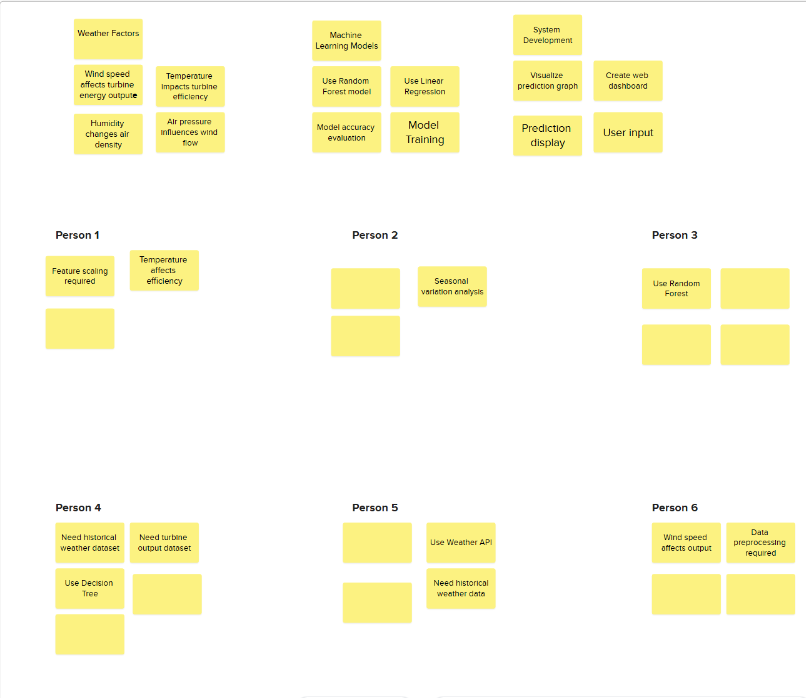 Weather Factors
Wind speed
affects turbine
energy outpute
Temperature
impacts turbine
efficiency
Humidity
changes air
density
Air pressure
influences wind
flow
Machine
Learning Models
Use Random
Forest model
Use Linear
Regression
Model accuracy
evaluation
Model
Training
System
Development
Visualize
prediction graph
Create web
dashboard
Prediction
display
User input
Person 1
Feature scaling
required
Temperature
affects
efficiency
Person 2
Seasonal
variation analysis
Person 3
Use Random
Forest
Person 4
Need historical
weather dataset
Need turbine
output dataset
Use Decision
Tree
Person 5
Use Weather API
Need historical
weather data
Person 6
Wind speed
affects output
Data
preprocessing
required